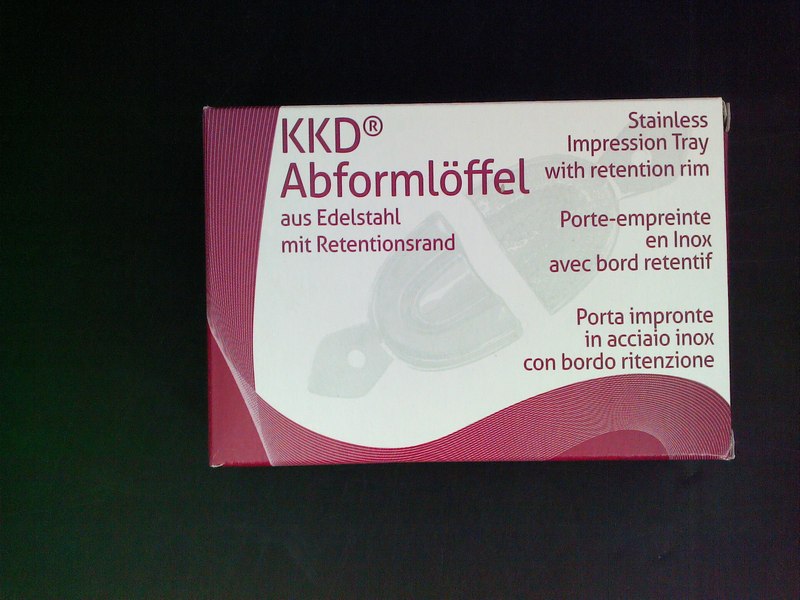 KKD®
Abformlöffel
aus Edelstahl
mit Retentionsrand
Stainless
Impression Tray
with retention rim
Porte-empreinte
en Inox
avec bord retentif
Porta impronte
in acciaio inox
con bordo ritenzione